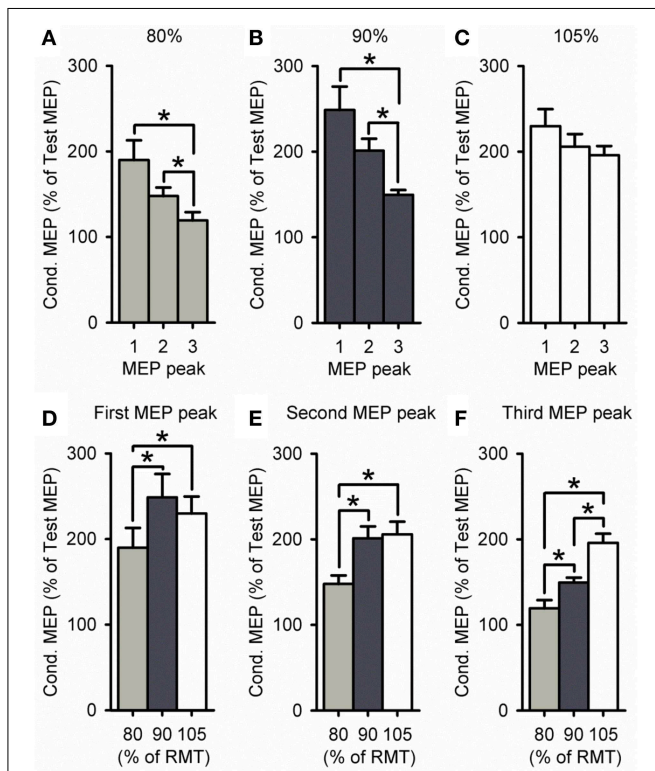 A 80%
B 90%
C 105%
Cond. MEP (% of Test MEP)
300
200
100
0
* *
1 2 3
MEP peak
Cond. MEP (% of Test MEP)
300
200
100
0
* *
1 2 3
MEP peak
Cond. MEP (% of Test MEP)
300
200
100
0
1 2 3
MEP peak
D First MEP peak
E Second MEP peak
F Third MEP peak
Cond. MEP (% of Test MEP)
300
200
100
0
* *
80 90 105
(% of RMT)
Cond. MEP (% of Test MEP)
300
200
100
0
* *
80 90 105
(% of RMT)
Cond. MEP (% of Test MEP)
300
200
100
0
* * *
80 90 105
(% of RMT)